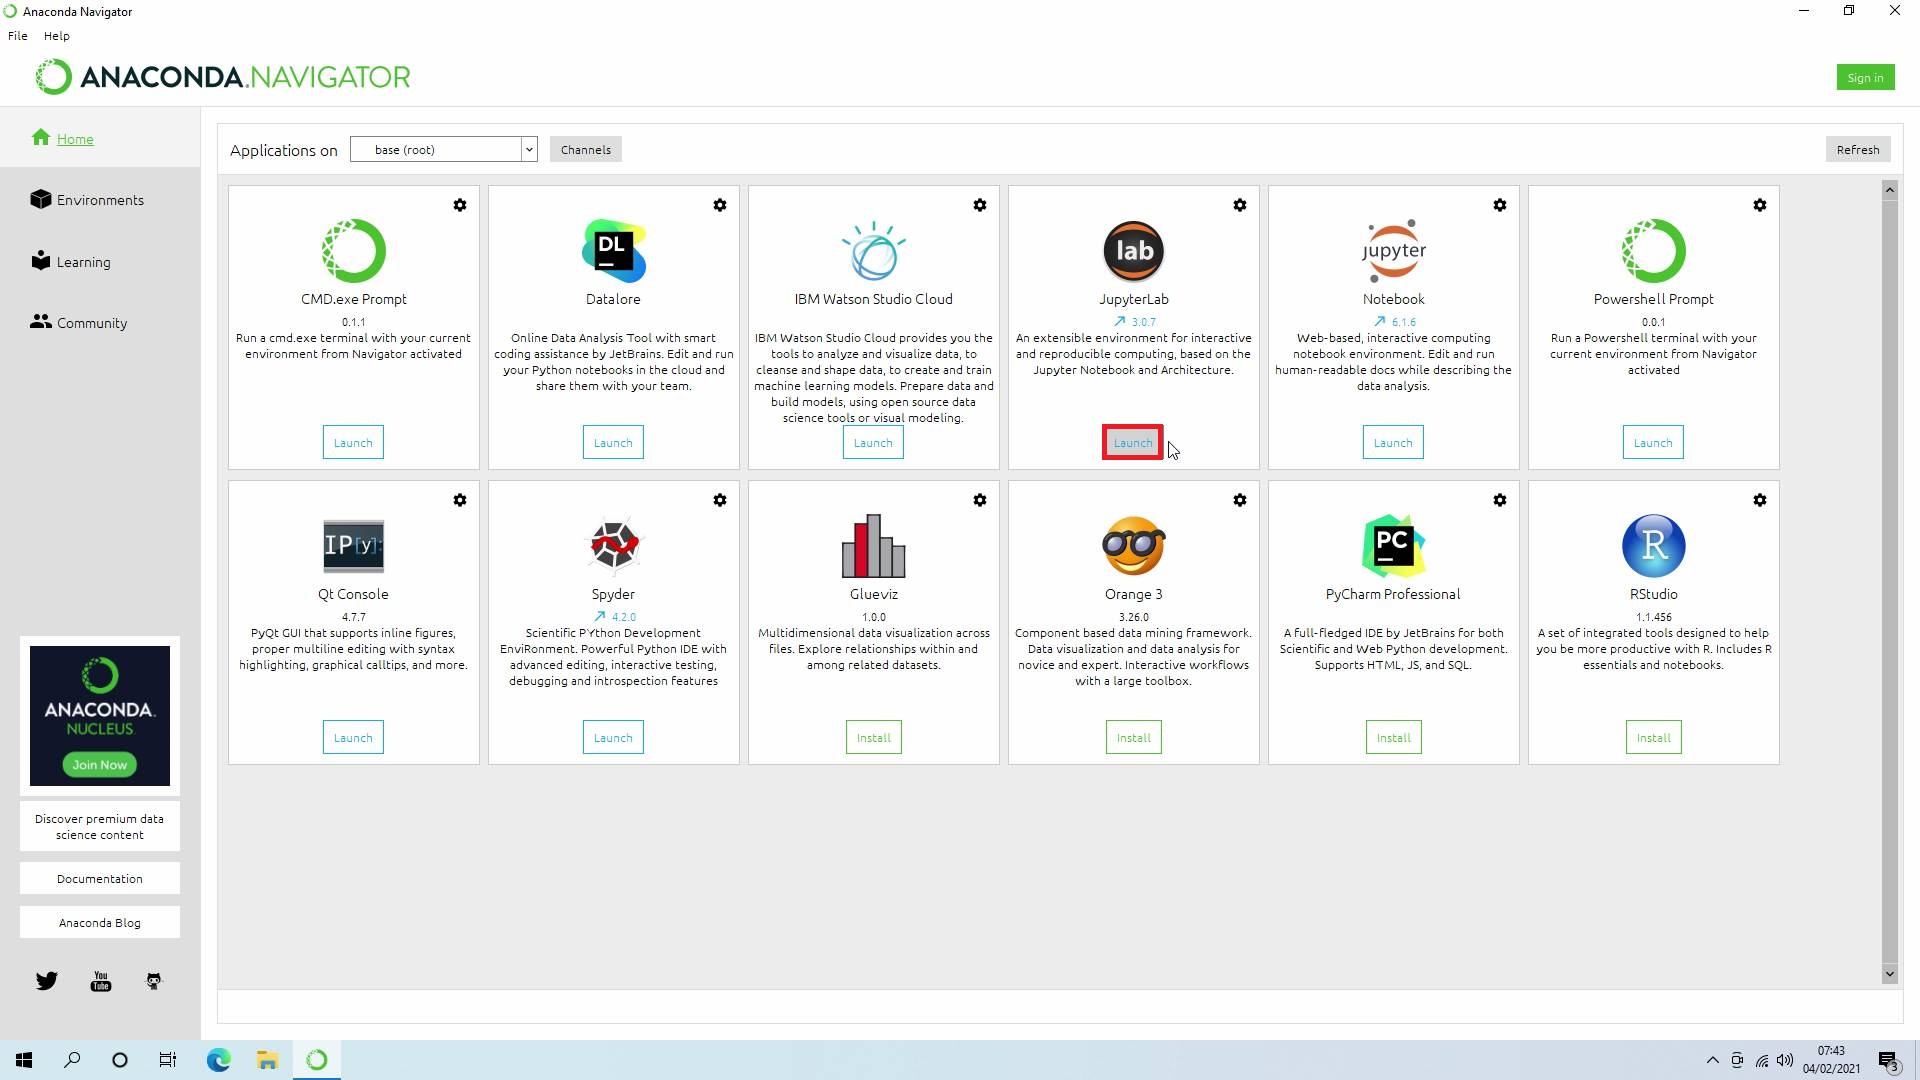 Anaconda Navigator
File Help
ANACONDA.NAVIGATOR
Sign in
Home
Environments
Learning
Community
Applications on
base (root)
Channels
Refresh
CMD.exe Prompt
0.1.1
Run a cmd.exe terminal with your current
environment from Navigator activated
Launch
DL
Datalore
Online Data Analysis Tool with smart
coding assistance by JetBrains. Edit and run
your Python notebooks in the cloud and
share them with your team.
Launch
IBM Watson Studio Cloud
IBM Watson Studio Cloud provides you the
tools to analyze and visualize data, to
cleanse and shape data, to create and train
machine learning models. Prepare data and
build models, using open source data
science tools or visual modeling.
Launch
lab
JupyterLab
3.0.7
An extensible environment for interactive
and reproducible computing, based on the
Jupyter Notebook and Architecture.
Launch
jupyter
Notebook
6.1.6
Web-based, interactive computing
notebook environment. Edit and run
human-readable docs while describing the
data analysis.
Launch
Powershell Prompt
0.0.1
Run a Powershell terminal with your
current environment from Navigator
activated
Launch
IP[y]:
Qt Console
4.7.7
PyQt GUI that supports inline figures,
proper multiline editing with syntax
highlighting, graphical calltips, and more.
Launch
Spyder
4.2.0
Scientific PYthon Development
EnviRonment. Powerful Python IDE with
advanced editing, interactive testing,
debugging and introspection features
Launch
Glueviz
1.0.0
Multidimensional data visualization across
files. Explore relationships within and
among related datasets.
Install
Orange 3
3.26.0
Component based data mining framework.
Data visualization and data analysis for
novice and expert. Interactive workflows
with a large toolbox.
Install
PC
PyCharm Professional
A full-fledged IDE by JetBrains for both
Scientific and Web Python development.
Supports HTML, JS, and SQL.
Install
R
RStudio
1.1.456
A set of integrated tools designed to help
you be more productive with R. Includes R
essentials and notebooks.
Install
ANACONDA.
NUCLEUS
Join Now
Discover premium data
science content
Documentation
Anaconda Blog
You
Tube
07:43
04/02/2021
3